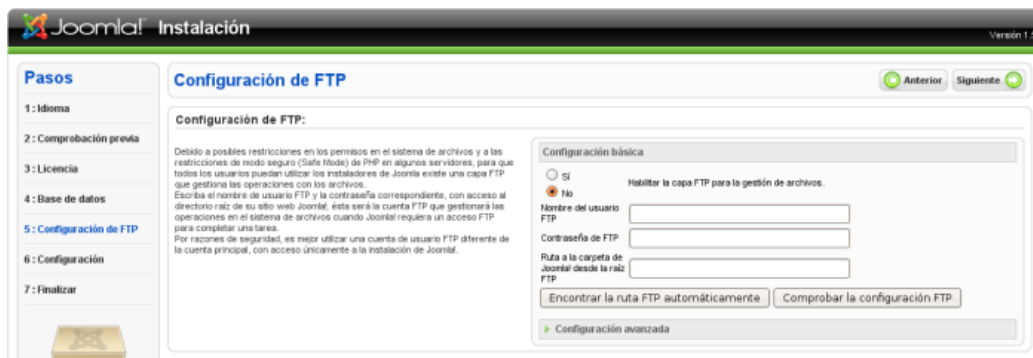 Joomla! Instalación
Versión 1.5
Pasos
1 : Idioma
2 : Comprobación previa
3 : Licencia
4 : Base de datos
5 : Configuración de FTP
6 : Configuración
7 : Finalizar
Configuración de FTP
Anterior Siguiente
Configuración de FTP:
Debido a posibles restricciones en los permisos en el sistema de archivos y a las
restricciones de modo seguro (Safe Mode) de PHP en algunos servidores, para que
todos los usuarios puedan utilizar los instaladores de Joomla existe una capa FTP
que gestiona las operaciones con los archivos.
Escriba el nombre de usuario FTP y la contraseña correspondiente, con acceso al
directorio raíz de su sitio web Joomla!; ésta será la cuenta FTP que gestionará las
operaciones en el sistema de archivos cuando Joomla! requiera un acceso FTP
para completar una tarea.
Por razones de seguridad, es mejor utilizar una cuenta de usuario FTP diferente de
la cuenta principal, con acceso únicamente a la instalación de Joomla!.
Configuración básica
Sí
No
Habilitar la capa FTP para la gestión de archivos.
Nombre del usuario
FTP
Contraseña de FTP
Ruta a la carpeta de
Joomla! desde la raíz
FTP
Encontrar la ruta FTP automáticamente Comprobar la configuración FTP
Configuración avanzada